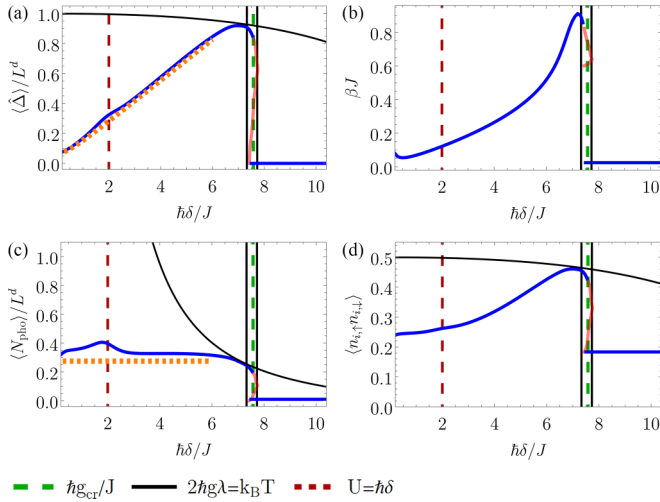 (a)
⟨Δ̂⟩/L^d
1.0
0.8
0.6
0.4
0.2
0.0
2 4 6 8 10
ħδ/J
(b)
βJ
0.8
0.6
0.4
0.2
0.0
2 4 6 8 10
ħδ/J
(c)
⟨N_pho⟩/L^d
1.0
0.8
0.6
0.4
0.2
0.0
2 4 6 8 10
ħδ/J
(d)
⟨n_{i,↑}n_{i,↓}⟩
0.5
0.4
0.3
0.2
0.1
0.0
2 4 6 8 10
ħδ/J
ħg_cr/J 2ħgλ=k_BT U=ħδ